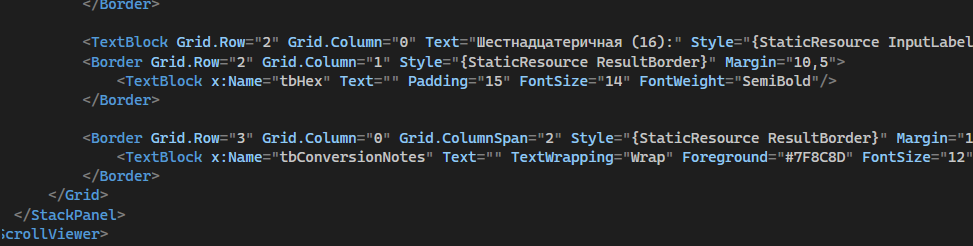 </Border>
<TextBlock Grid.Row="2" Grid.Column="0" Text="Шестнадцатеричная (16):" Style="{StaticResource InputLabel
<Border Grid.Row="2" Grid.Column="1" Style="{StaticResource ResultBorder}" Margin="10,5">
<TextBlock x:Name="tbHex" Text="" Padding="15" FontSize="14" FontWeight="SemiBold"/>
</Border>
<Border Grid.Row="3" Grid.Column="0" Grid.ColumnSpan="2" Style="{StaticResource ResultBorder}" Margin="1
<TextBlock x:Name="tbConversionNotes" Text="" TextWrapping="Wrap" Foreground="#7F8C8D" FontSize="12"
</Border>
</Grid>
</StackPanel>
ScrollViewer>